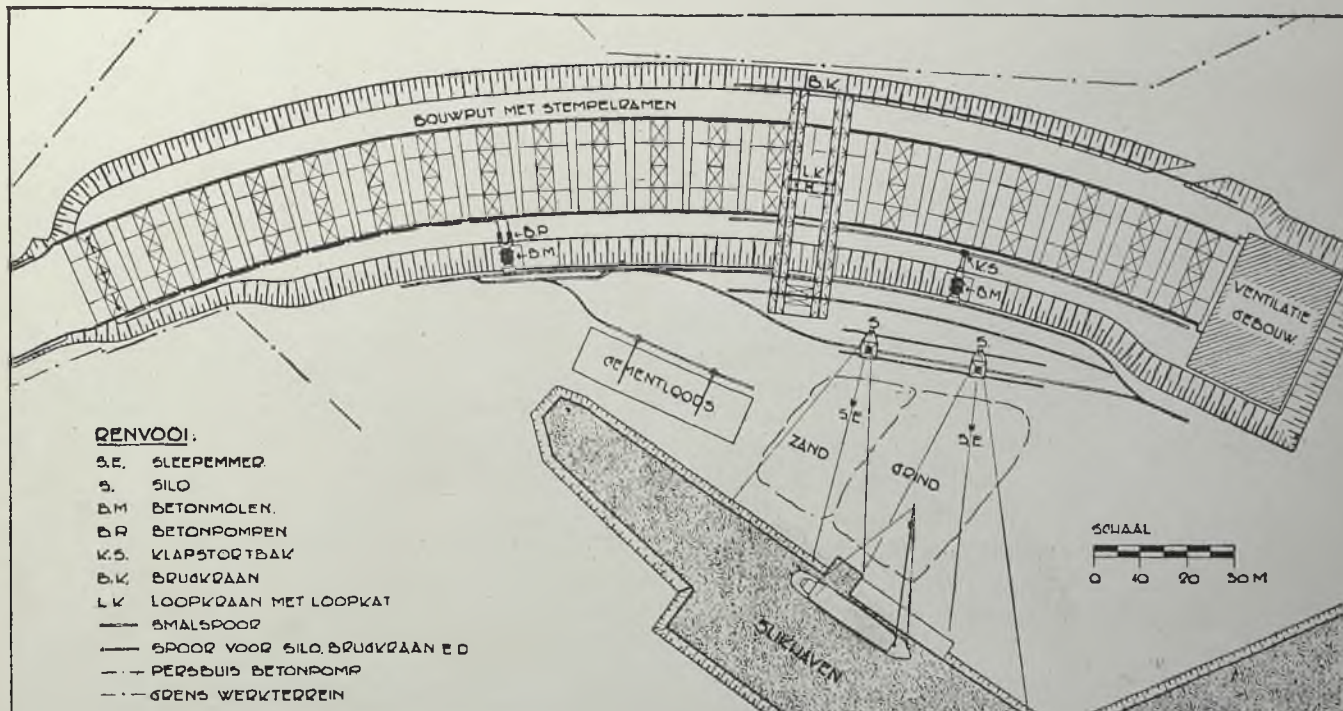 B.K.
BOUWPUT MET STEMPELRAMEN
L.K.
B.P.
B.M.
K.S.
B.M.
VENTILATIE
GEBOUW
S
S
CEMENTLOODS
S.E.
S.E.
ZAND
GRIND
SLIKHAVEN
RENVOOI:
S.E. SLEEPEMMER.
S. SILO
B.M BETONMOLEN.
B.P. BETONPOMPEN
K.S. KLAPSTORTBAK
B.K. BRUGKRAAN
L.K LOOPKRAAN MET LOOPKAT
SMALSPOOR
SPOOR VOOR SILO, BRUGKRAAN E D
PERSBUIS BETONPOMP
GRENS WERKTERREIN
SCHAAL
0 10 20 30 M